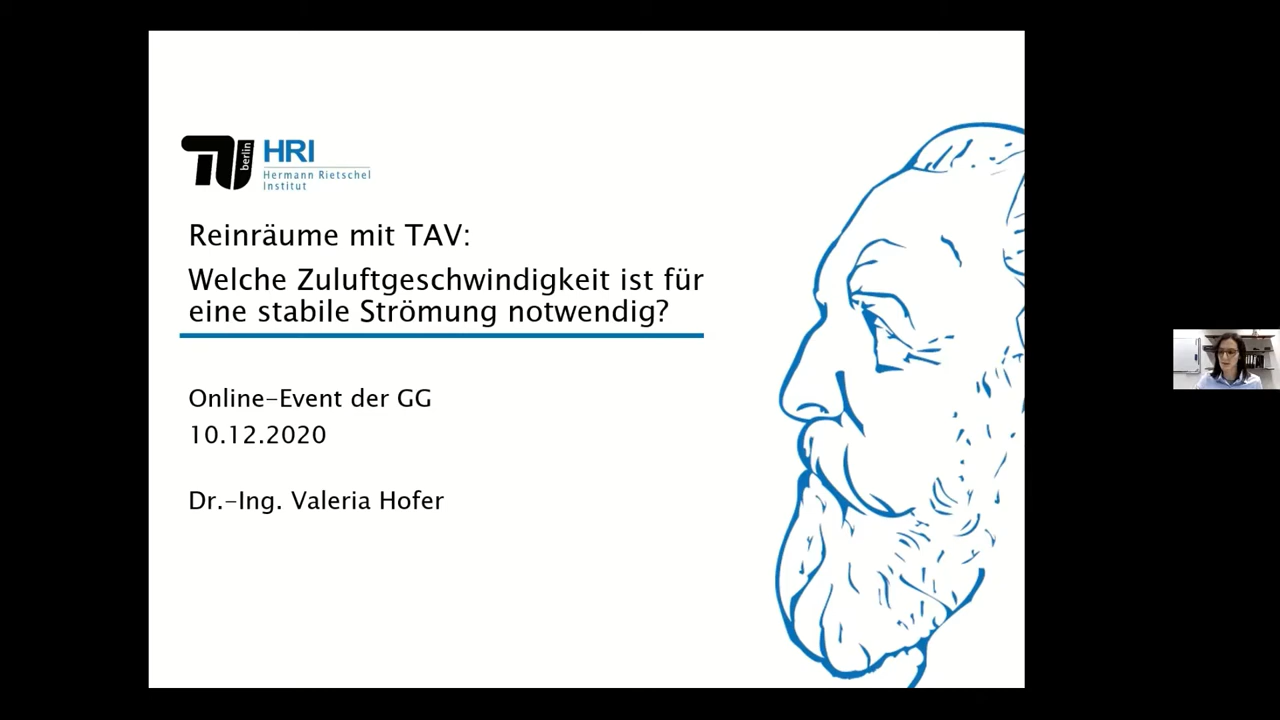 berlin
HRI
Hermann Rietschel
Institut
Reinräume mit TAV:
Welche Zuluftgeschwindigkeit ist für
eine stabile Strömung notwendig?
Online-Event der GG
10.12.2020
Dr.-Ing. Valeria Hofer